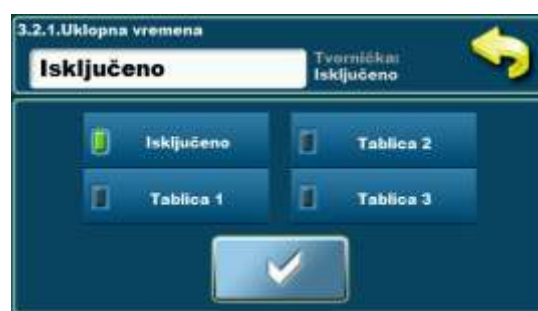 3.2.1.Uklopna vremena
Isključeno
Tvornička:
Isključeno
Isključeno
Tablica 2
Tablica 1
Tablica 3